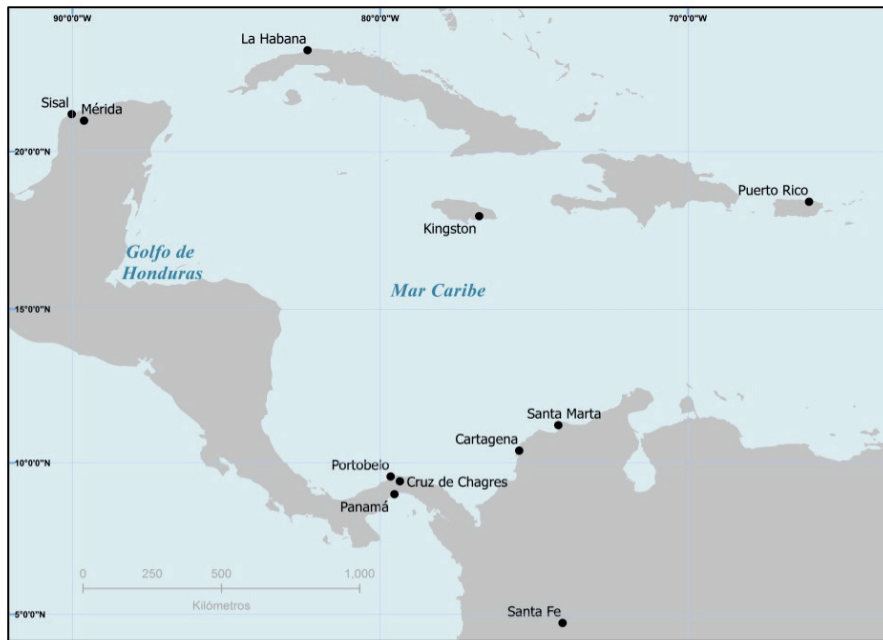 90°0'0"W
80°0'0"W
70°0'0"W
La Habana
Sisal
Mérida
20°0'0"N
Puerto Rico
Kingston
Golfo de
Honduras
Mar Caribe
15°0'0"N
Santa Marta
Cartagena
Portobelo
10°0'0"N
Cruz de Chagres
Panamá
0
250
500
1,000
Kilómetros
5°0'0"N
Santa Fe